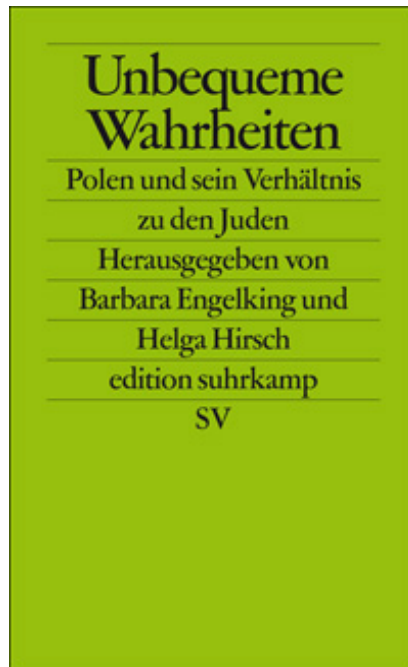 Unbequeme
Wahrheiten
Polen und sein Verhältnis
zu den Juden
Herausgegeben von
Barbara Engelking und
Helga Hirsch
edition suhrkamp
SV